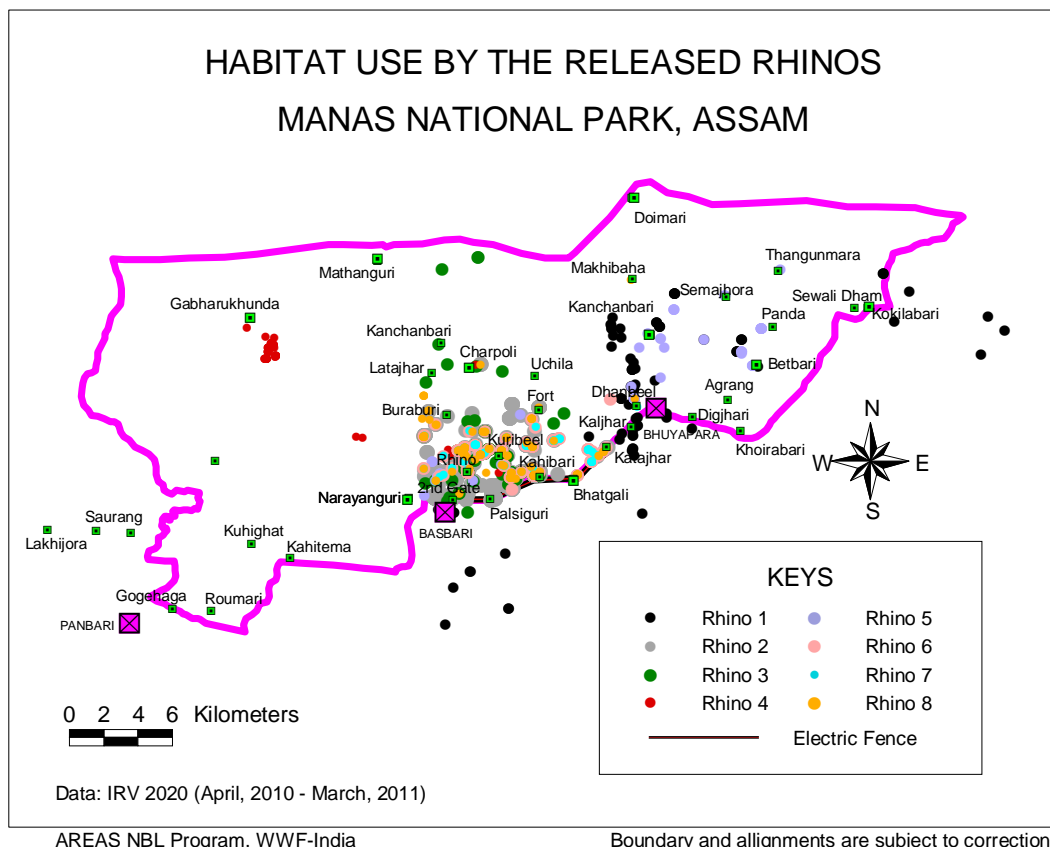 HABITAT USE BY THE RELEASED RHINOS
MANAS NATIONAL PARK, ASSAM
Doimari
Mathanguri
Makhibaha
Thangunmara
Gabharukhunda
Kanchanbari
Semajhora
Sewali Dham
Kokilabari
Kanchanbari
Panda
Charpoli
Latajhar
Uchila
Betbari
Buraburi
Fort
Dhanbeel
Agrang
Kaljhar
BHUYAPARA
Digjhari
Khoirabari
Kuribeel
Rhino
Kahibari
Katajhar
Narayanguri
2nd Gate
Palsiguri
Bhatgali
BASBARI
Saurang
Lakhijora
Kuhighat
Kahitema
Gogehaga
Roumari
PANBARI
N
W E
S
KEYS
Rhino 1 Rhino 5
Rhino 2 Rhino 6
Rhino 3 Rhino 7
Rhino 4 Rhino 8
Electric Fence
0 2 4 6 Kilometers
Data: IRV 2020 (April, 2010 - March, 2011)
AREAS NBL Program, WWF-India Boundary and allignments are subject to correction